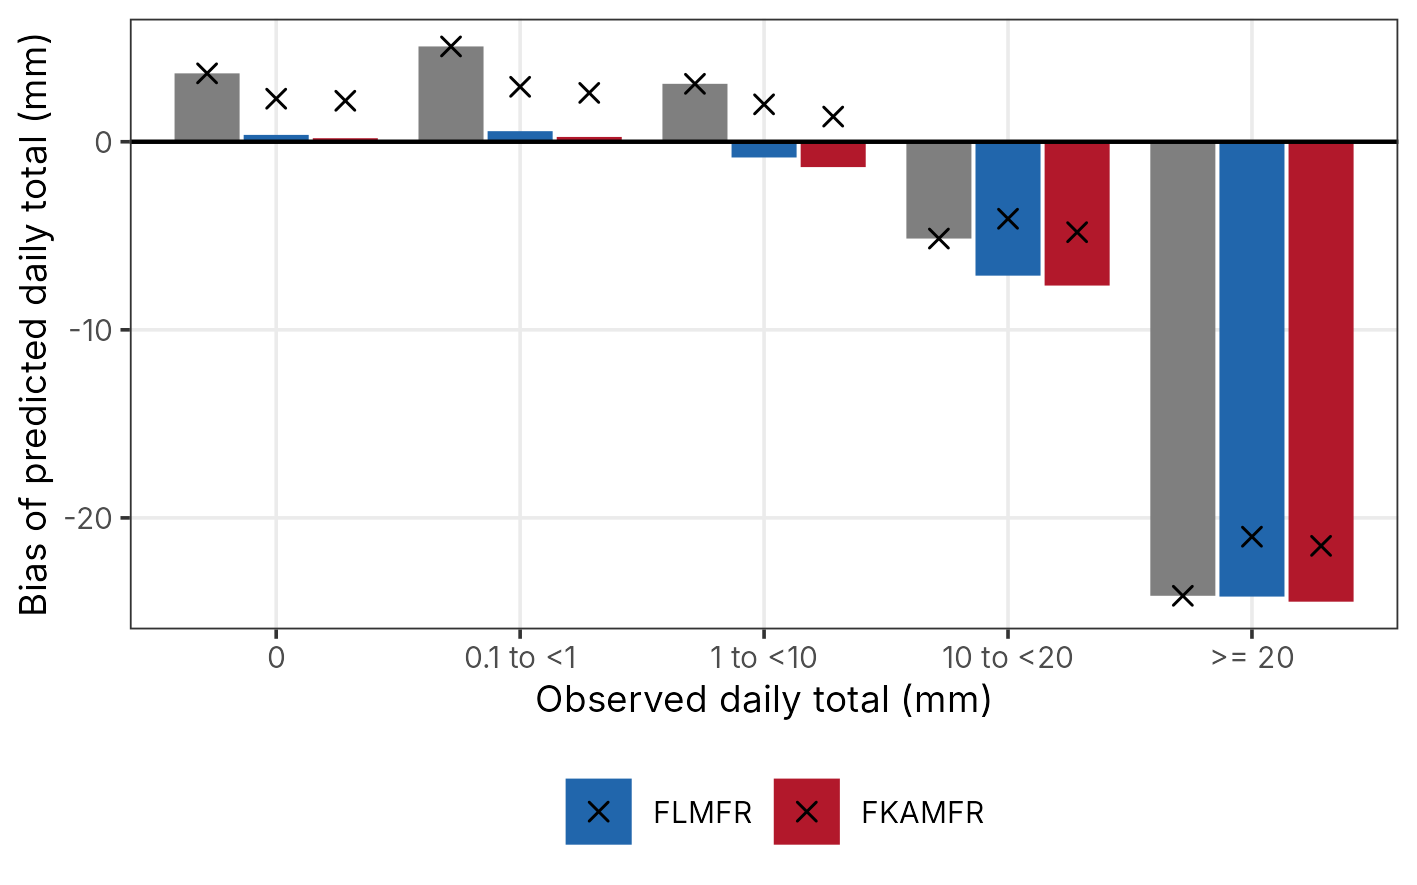 Bias of predicted daily total (mm)
0
-10
-20
0
0.1 to <1
1 to <10
10 to <20
>= 20
Observed daily total (mm)
FLMFR
FKAMFR